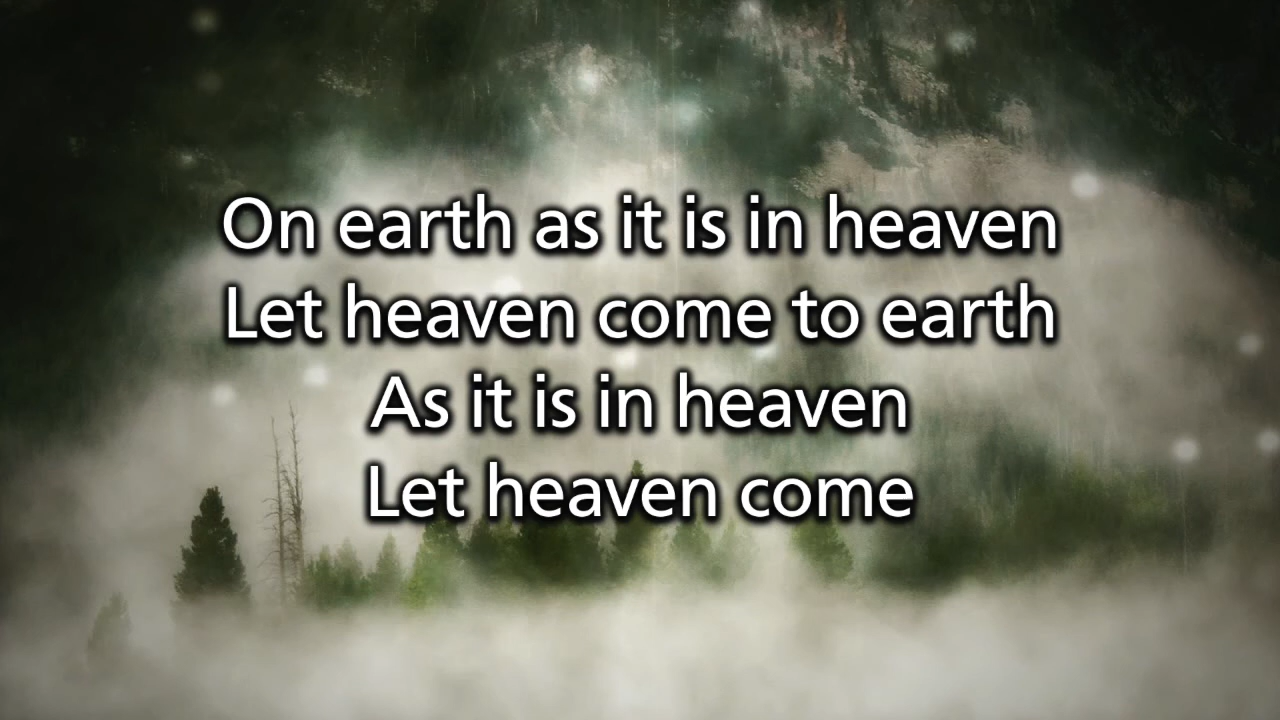 On earth as it is in heaven
Let heaven come to earth
As it is in heaven
Let heaven come